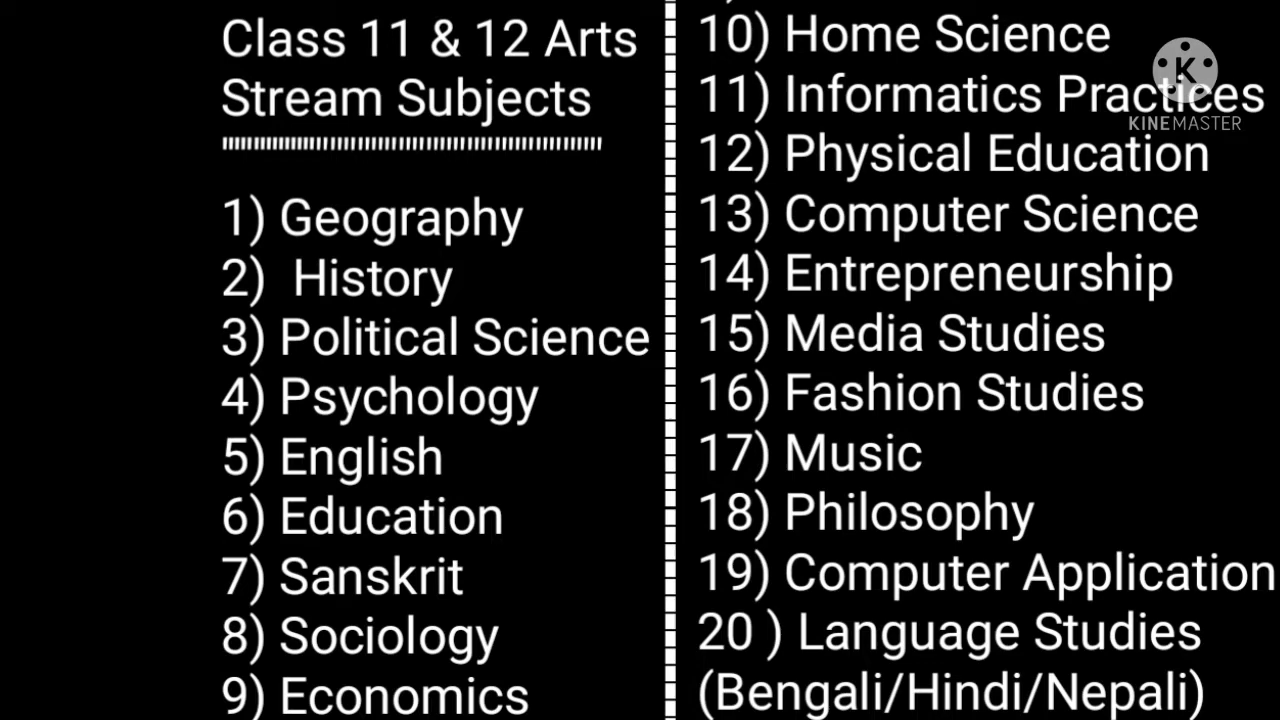 Class 11 & 12 Arts
Stream Subjects
1) Geography
2) History
3) Political Science
4) Psychology
5) English
6) Education
7) Sanskrit
8) Sociology
9) Economics
10) Home Science
11) Informatics Practices
12) Physical Education
13) Computer Science
14) Entrepreneurship
15) Media Studies
16) Fashion Studies
17) Music
18) Philosophy
19) Computer Application
20 ) Language Studies
(Bengali/Hindi/Nepali)
K
KINEMASTER